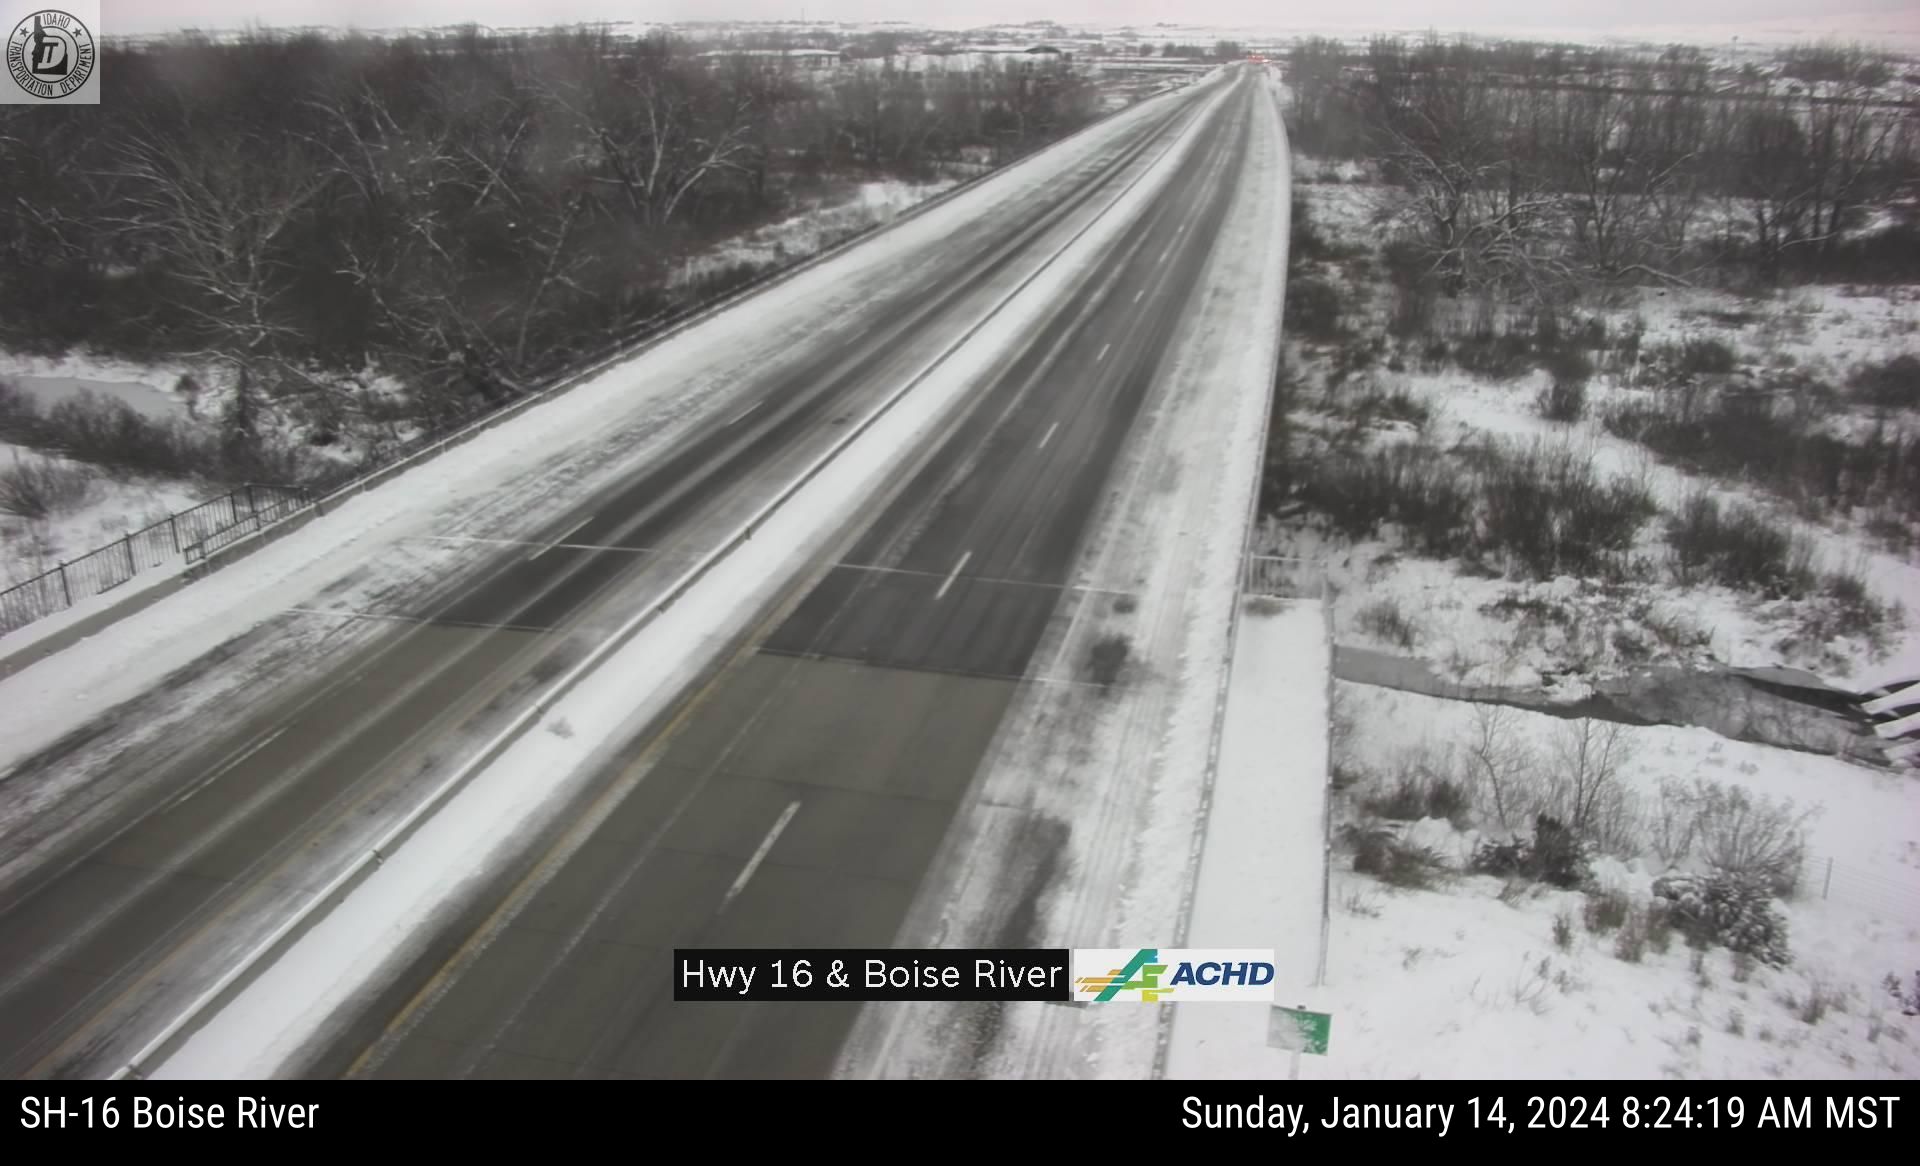 IDAHO
TRANSPORTATION DEPARTMENT
Hwy 16 & Boise River
ACHD
SH-16 Boise River
Sunday, January 14, 2024 8:24:19 AM MST